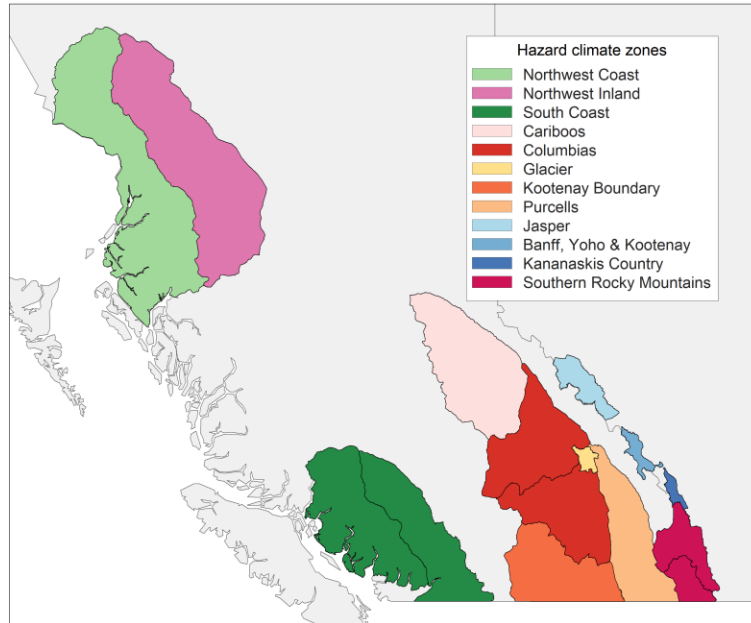 Hazard climate zones
Northwest Coast
Northwest Inland
South Coast
Cariboos
Columbias
Glacier
Kootenay Boundary
Purcells
Jasper
Banff, Yoho & Kootenay
Kananaskis Country
Southern Rocky Mountains